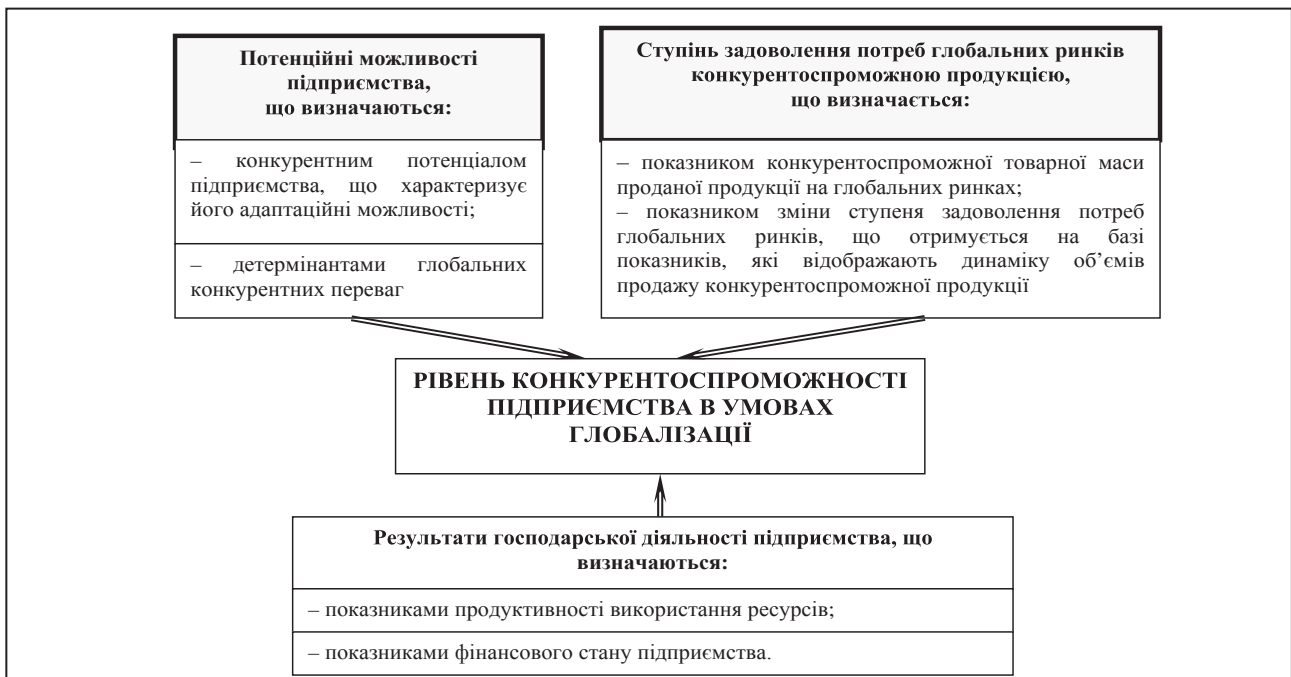 Потенційні можливості
підприємства,
що визначаються:
– конкурентним потенціалом
підприємства, що характеризує
його адаптаційні можливості;
– детермінантами глобальних
конкурентних переваг
Ступінь задоволення потреб глобальних ринків
конкурентоспроможною продукцією,
що визначається:
– показником конкурентоспроможної товарної маси
проданої продукції на глобальних ринках;
– показником зміни ступеня задоволення потреб
глобальних ринків, що отримується на базі
показників, які відображають динаміку об’ємів
продажу конкурентоспроможної продукції
РІВЕНЬ КОНКУРЕНТОСПРОМОЖНОСТІ
ПІДПРИЄМСТВА В УМОВАХ
ГЛОБАЛІЗАЦІЇ
Результати господарської діяльності підприємства, що
визначаються:
– показниками продуктивності використання ресурсів;
– показниками фінансового стану підприємства.